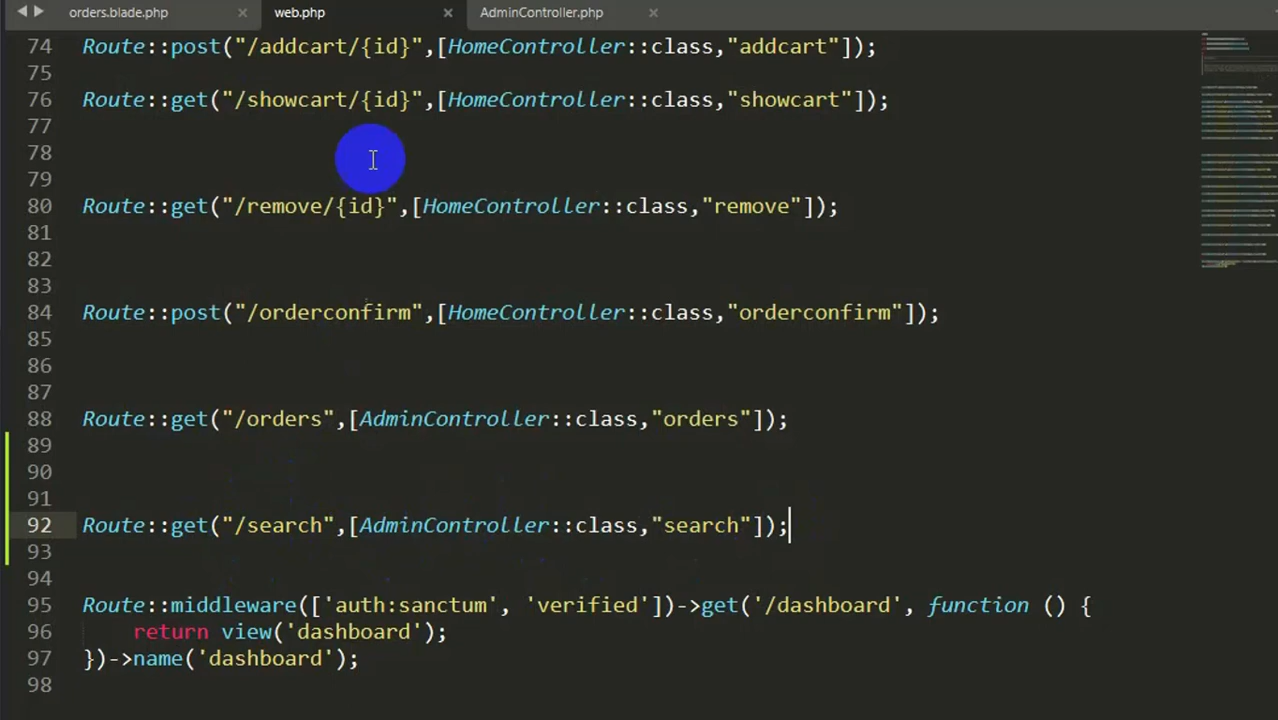 orders.blade.php × web.php × AdminController.php ×
74 Route::post("/addcart/{id}",[HomeController::class,"addcart"]);
75
76 Route::get("/showcart/{id}",[HomeController::class,"showcart"]);
77
78
79
80 Route::get("/remove/{id}",[HomeController::class,"remove"]);
81
82
83
84 Route::post("/orderconfirm",[HomeController::class,"orderconfirm"]);
85
86
87
88 Route::get("/orders",[AdminController::class,"orders"]);
89
90
91
92 Route::get("/search",[AdminController::class,"search"]);
93
94
95 Route::middleware(['auth:sanctum', 'verified'])->get('/dashboard', function () {
96 return view('dashboard');
97 })->name('dashboard');
98